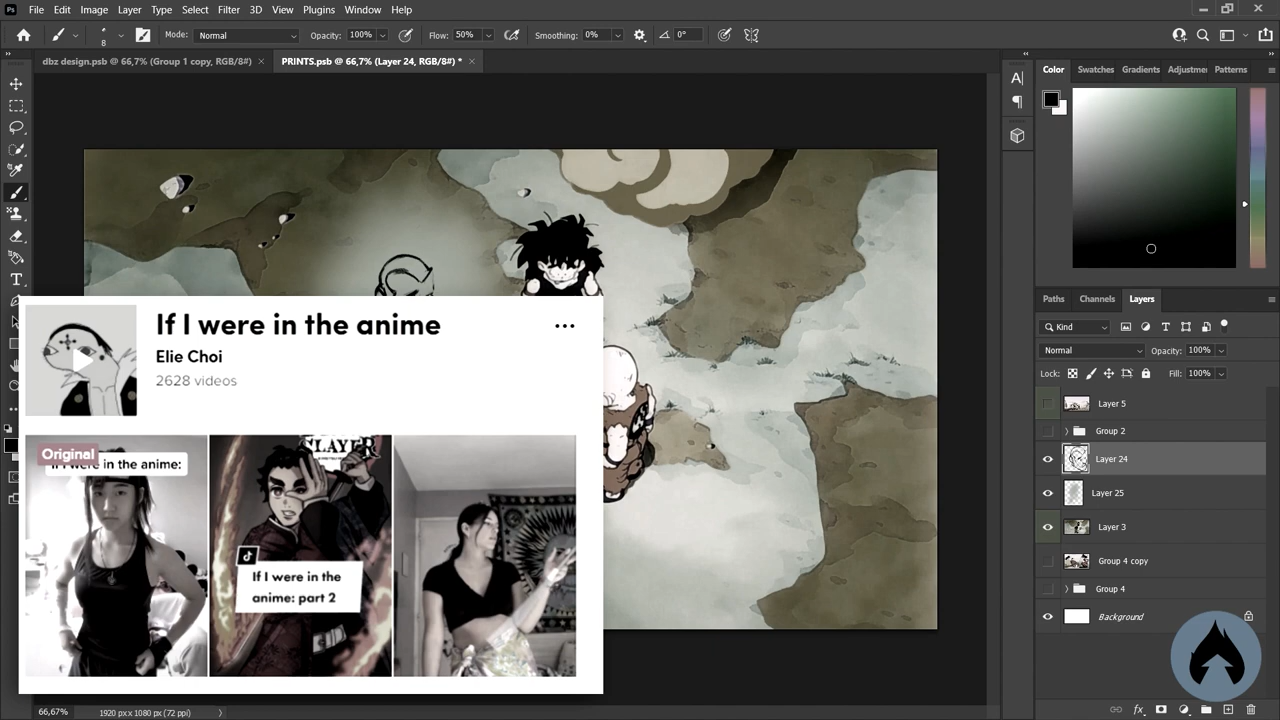 Ps File Edit Image Layer Type Select Filter 3D View Plugins Window Help
8 Mode: Normal Opacity: 100% Flow: 50% Smoothing: 0% 0°
dbz design.psb @ 66,7% (Group 1 copy, RGB/8#) × PRINTS.psb @ 66,7% (Layer 24, RGB/8#) * ×
Color Swatches Gradients Adjustme Patterns
If I were in the anime
Elie Choi
2628 videos
Original
If I were in the anime:
SLAYER
If I were in the
anime: part 2
Paths Channels Layers
Kind
Normal Opacity: 100%
Lock: Fill: 100%
Layer 5
Group 2
Layer 24
Layer 25
Layer 3
Group 4 copy
Group 4
Background
fx
66,67% 1920 px x 1080 px (72 ppi)